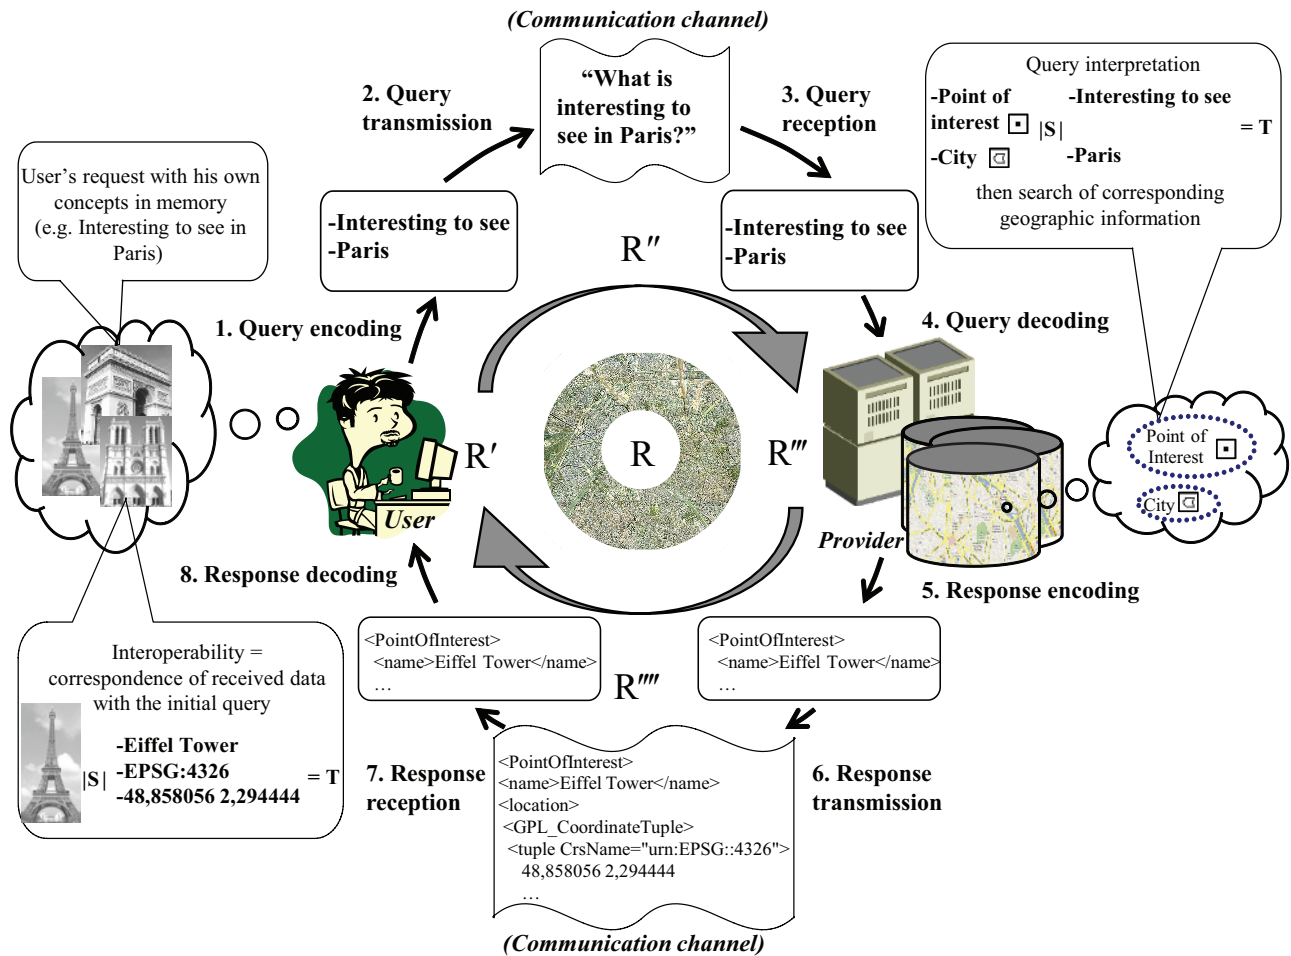 (Communication channel)
“What is
interesting to
see in Paris?”
2. Query
transmission
3. Query
reception
Query interpretation
-Point of
interest
-Interesting to see
|S|
= T
-City
-Paris
then search of corresponding
geographic information
User’s request with his own
concepts in memory
(e.g. Interesting to see in
Paris)
-Interesting to see
-Paris
-Interesting to see
-Paris
R″
1. Query encoding
4. Query decoding
R′
R
R‴
Point of
Interest
City
User
Provider
8. Response decoding
5. Response encoding
<PointOfInterest>
<name>Eiffel Tower</name>
…
<PointOfInterest>
<name>Eiffel Tower</name>
…
R⁗
Interoperability =
correspondence of received data
with the initial query
|S|
-Eiffel Tower
-EPSG:4326
-48,858056 2,294444
= T
7. Response
reception
6. Response
transmission
<PointOfInterest>
<name>Eiffel Tower</name>
<location>
<GPL_CoordinateTuple>
<tuple CrsName="urn:EPSG::4326">
48,858056 2,294444
…
(Communication channel)